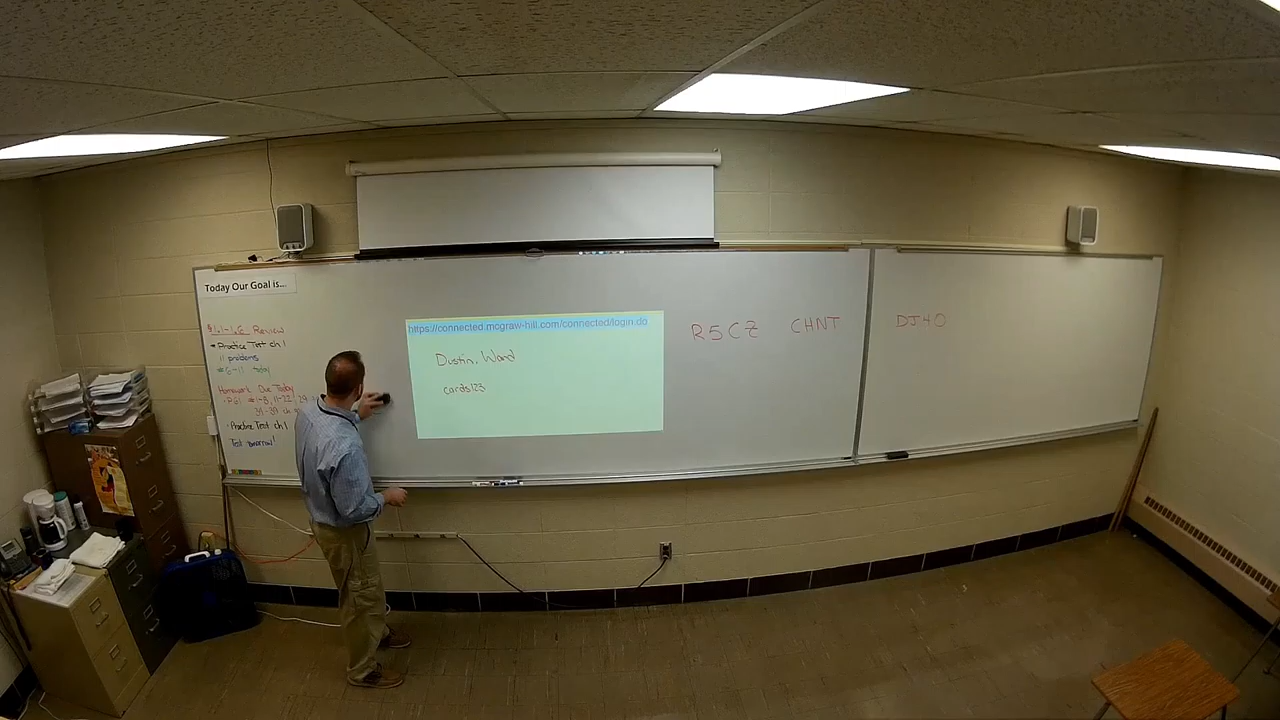 Today Our Goal is...
§1.1-1.6 Review
Practice Test ch 1
11 problems
#6-11 today
Homework Due Today
Practice Test ch 1
Test tomorrow!
https://connected.mcgraw-hill.com/connected/login.do
Dustin. Ward
cards123
R5CZ CHNT DJ40